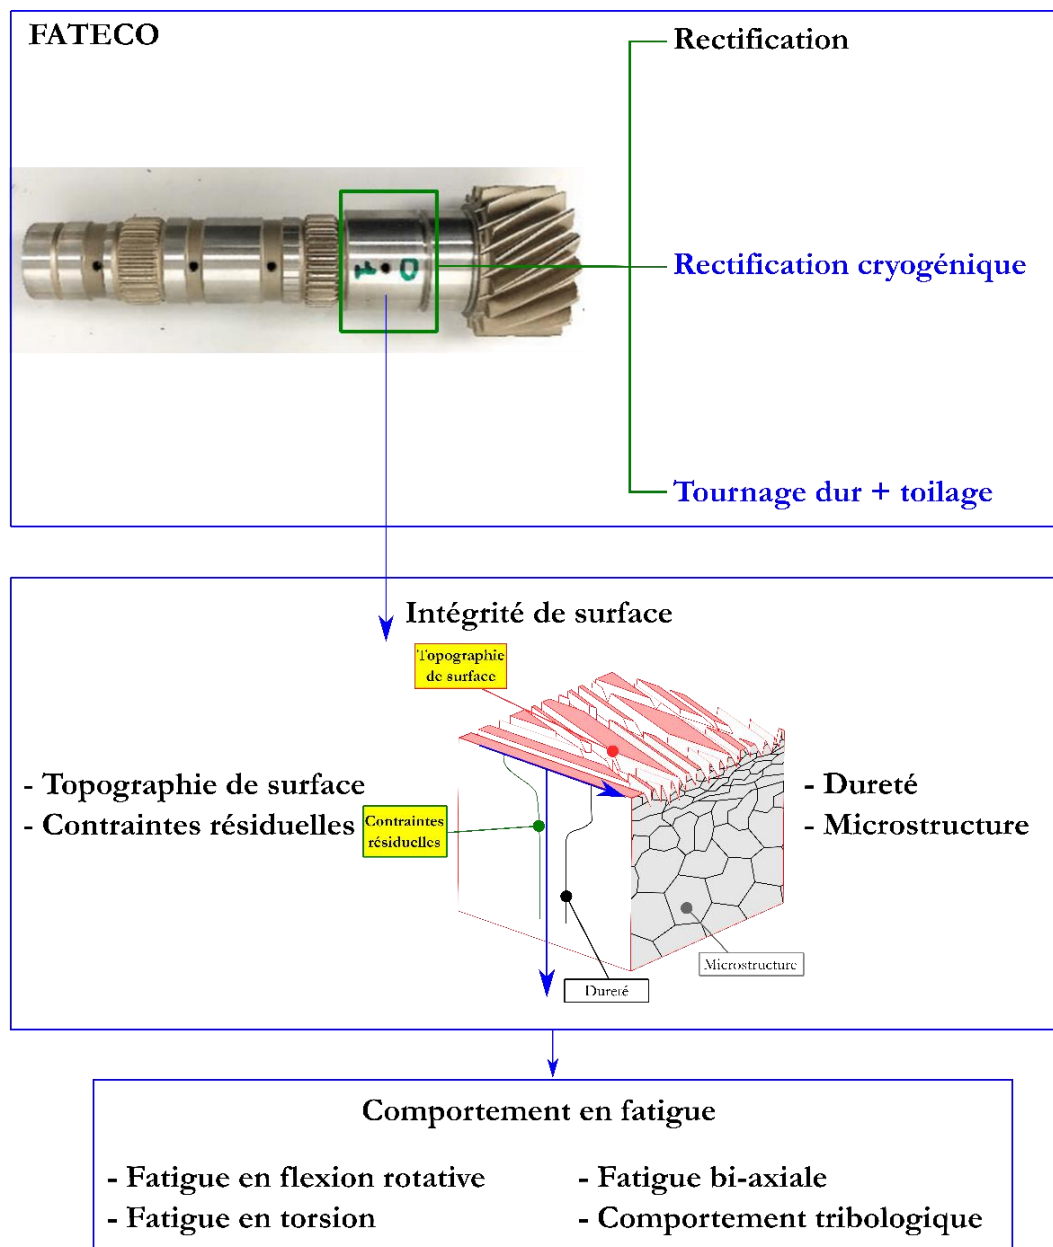 FATECO
Rectification
Rectification cryogénique
Tournage dur + toilage
D
1
Intégrité de surface
Topographie
de surface
- Topographie de surface
- Contraintes résiduelles
Contraintes
résiduelles
- Dureté
- Microstructure
Microstructure
Dureté
Comportement en fatigue
- Fatigue en flexion rotative
- Fatigue en torsion
- Fatigue bi-axiale
- Comportement tribologique